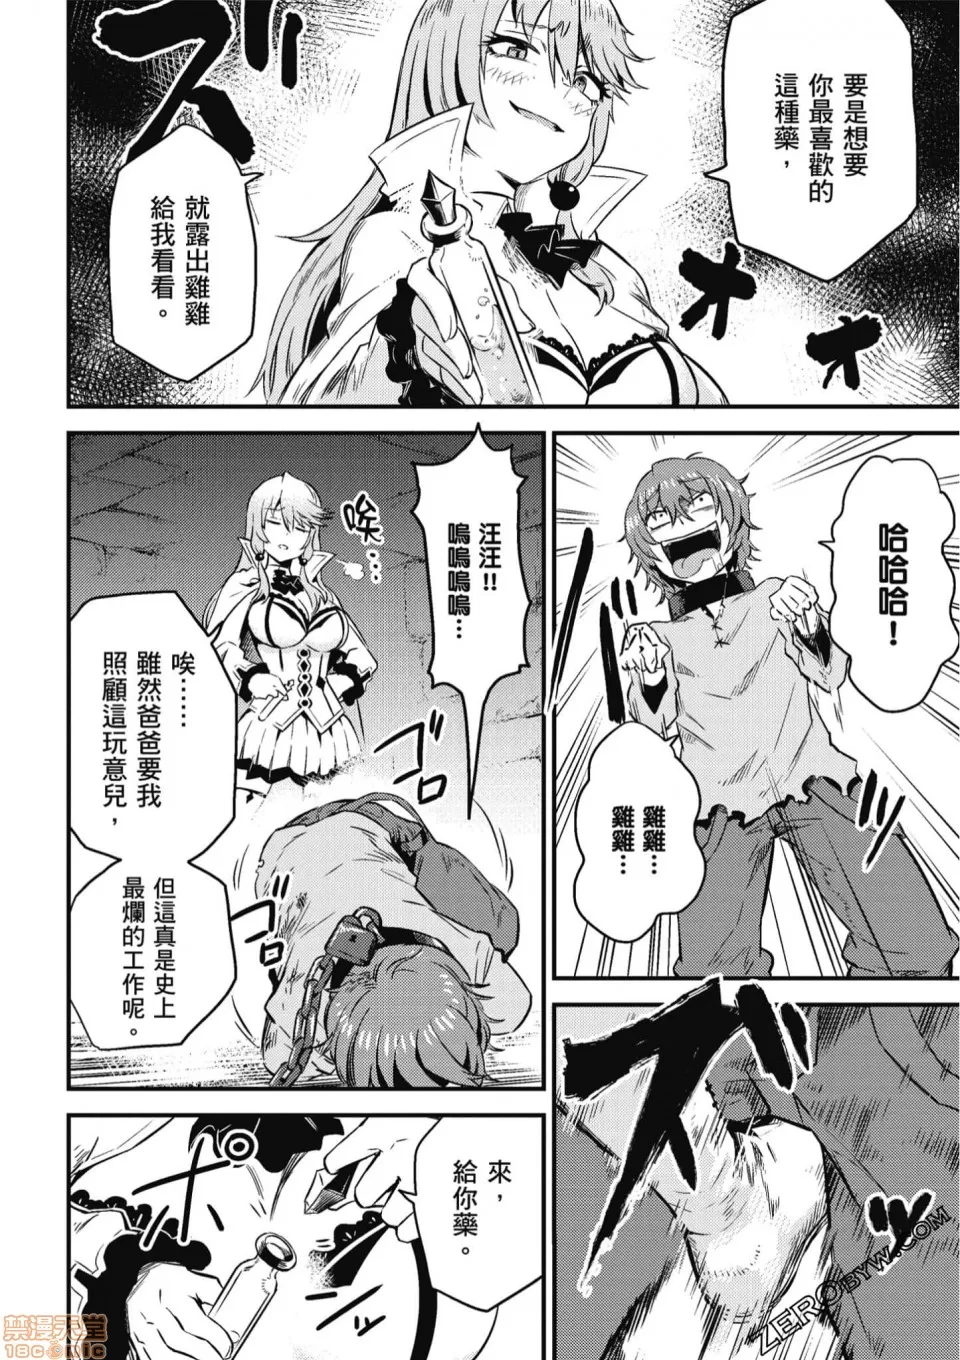 要是想要
你最喜歡的
這種藥，
就露出雞雞
給我看看。
ズ
オ
オ
哈哈哈！
雞雞…
雞雞…
汪汪!!
嗚嗚嗚嗚…
唉…
唉……
雖然爸爸要我
照顧這玩意兒，
但這真是史上
最爛的工作呢。
ゴロ
ゴロ
來，
給你藥。
ZEROBYW.COM
禁漫天堂
18comic